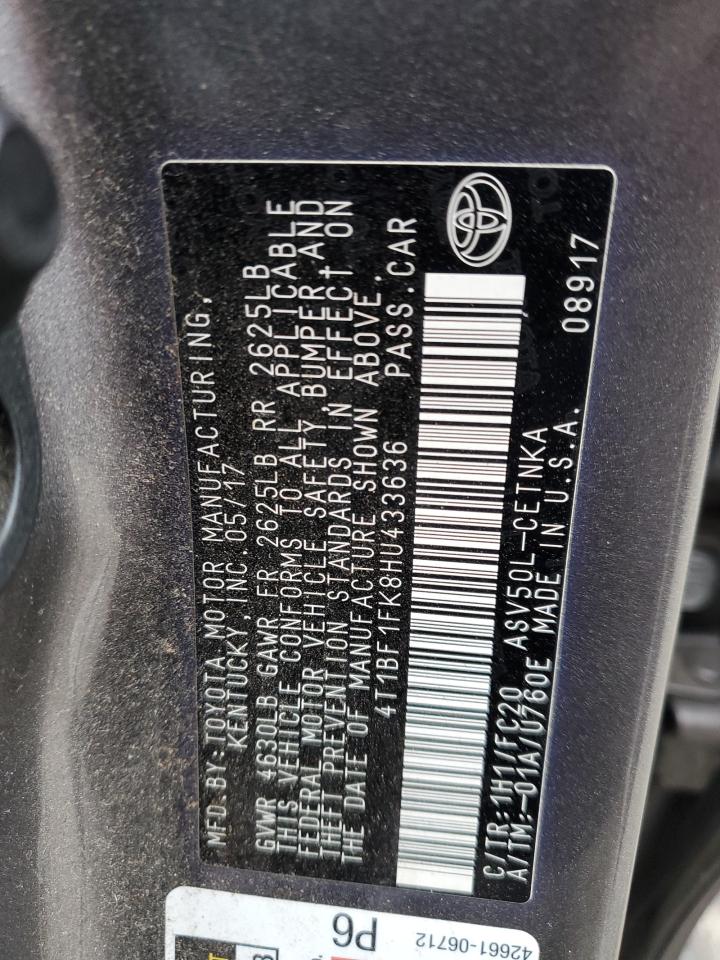 MFD. BY: TOYOTA MOTOR MANUFACTURING,
KENTUCKY, INC. 05/17
GVWR 4630LB GAWR FR 2625LB RR 2625LB
THIS VEHICLE CONFORMS TO ALL APPLICABLE
FEDERAL MOTOR VEHICLE SAFETY, BUMPER, AND
THEFT PREVENTION STANDARDS IN EFFECT ON
THE DATE OF MANUFACTURE SHOWN ABOVE.
4T1BF1FK8HU433636 PASS.CAR
C/TR:1H1/FC20 ASV50L-CETNKA
A/TM:-01A/U760E MADE IN U.S.A. 08917
P6
42661-06712